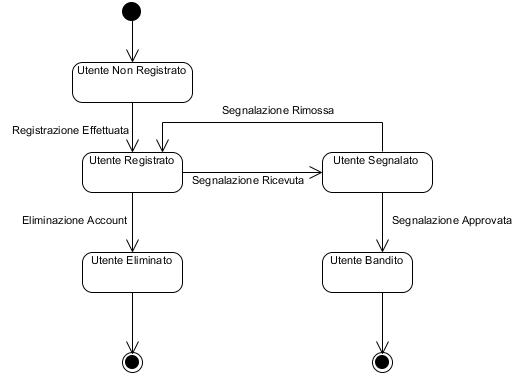 Utente Non Registrato
Segnalazione Rimossa
Registrazione Effettuata
Utente Registrato
Utente Segnalato
Segnalazione Ricevuta
Eliminazione Account
Segnalazione Approvata
Utente Eliminato
Utente Bandito